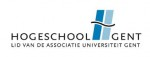 HOGESCHOOL GENT
LID VAN DE ASSOCIATIE UNIVERSITEIT GENT